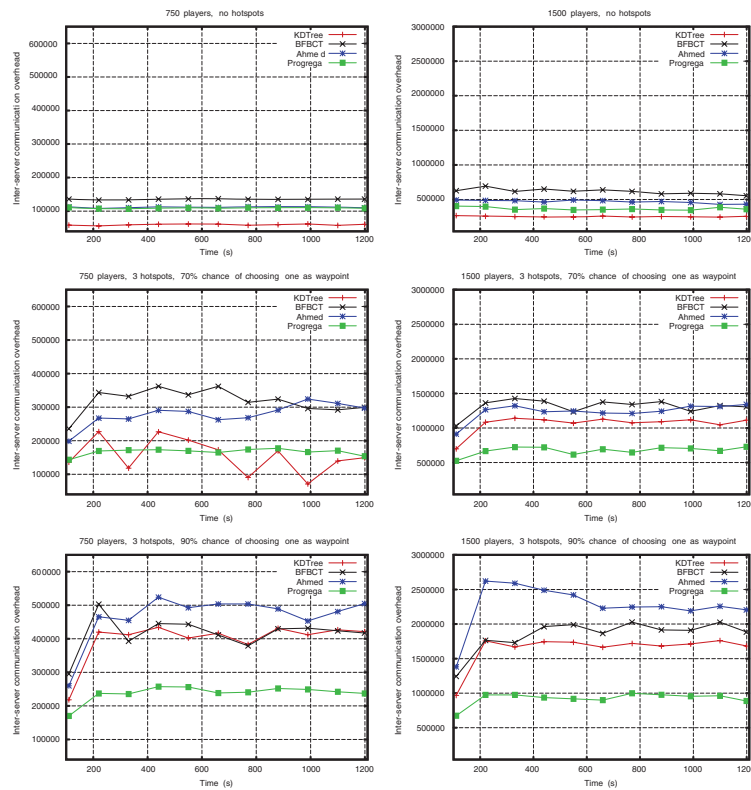 750 players, no hotspots
Inter-server communicati on overhead
600000
500000
400000
300000
200000
100000
KDTree
BFBCT
Ahme d
Progrega
200 400 600 800 1000 1200
Time (s)
1500 players, no hotspots
Inter-server communication overhead
3000000
2500000
2000000
1500000
1000000
500000
KDTree
BFBCT
Ahmed
Progrega
200 400 600 800 1000 1200
Time (s)
750 players, 3 hotspots, 70% chance of choosing one as waypoint
Inter-server communication overhead
600000
500000
400000
300000
200000
100000
KDTree
BFBCT
Ahmed
Progrega
200 400 600 800 1000 1200
Time (s)
1500 players, 3 hotspots, 70% chance of choosing one as waypoint
Inter-server communication overhead
3000000
2500000
2000000
1500000
1000000
500000
KDTree
BFBCT
Ahmed
Progrega
200 400 600 800 1000 1200
Time (s)
750 players, 3 hotspots, 90% chance of choosing one as waypoint
Inter-server communication overhead
600000
500000
400000
300000
200000
100000
KDTree
BFBCT
Ahmed
Progrega
200 400 600 800 1000 1200
Time (s)
1500 players, 3 hotspots, 90% chance of choosing one as waypoint
Inter-server communication overhead
3000000
2500000
2000000
1500000
1000000
500000
KDTree
BFBCT
Ahmed
Progrega
200 400 600 800 1000 1200
Time (s)